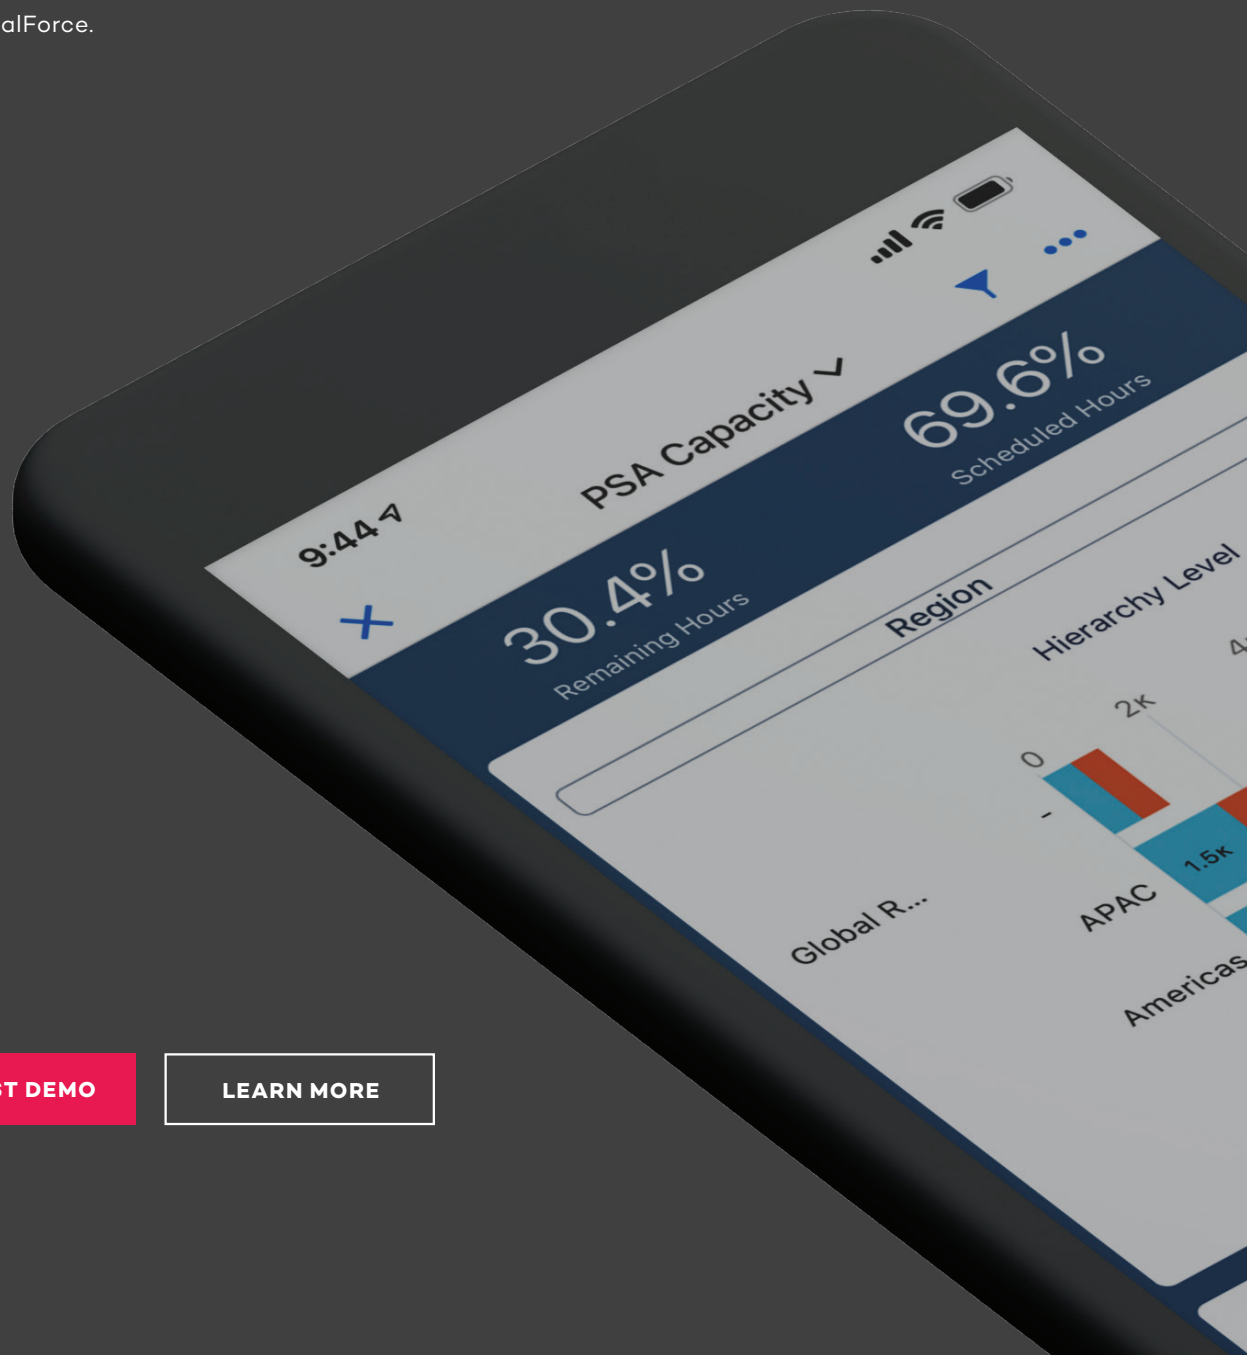 alForce.
9:44
PSA Capacity
30.4%
Remaining Hours
69.6%
Scheduled Hours
Region
Hierarchy Level
0
2K
-
1.5K
Global R...
APAC
Americas
ST DEMO
LEARN MORE